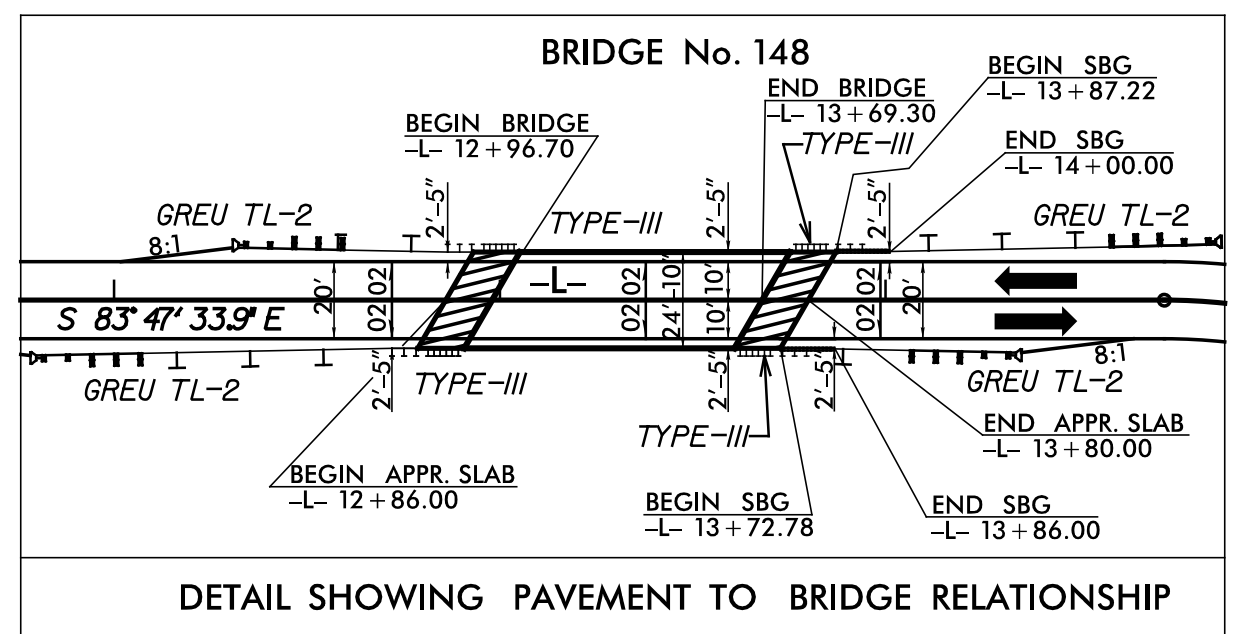 BRIDGE No. 148
BEGIN SBG
-L- 13+87.22
END BRIDGE
-L- 13+69.30
TYPE-III
BEGIN BRIDGE
-L- 12+96.70
END SBG
-L- 14+00.00
GREU TL-2
8:1
2'-5"
TYPE-III
2'-5"
2'-5"
GREU TL-2
20'
02 02
-L-
02 02
24'-10"
10' 10'
02 02
20'
S 83° 47' 33.9" E
GREU TL-2
2'-5"
TYPE-III
2'-5"
2'-5"
8:1
GREU TL-2
TYPE-III
END APPR. SLAB
-L- 13+80.00
BEGIN APPR. SLAB
-L- 12+86.00
BEGIN SBG
-L- 13+72.78
END SBG
-L- 13+86.00
DETAIL SHOWING PAVEMENT TO BRIDGE RELATIONSHIP